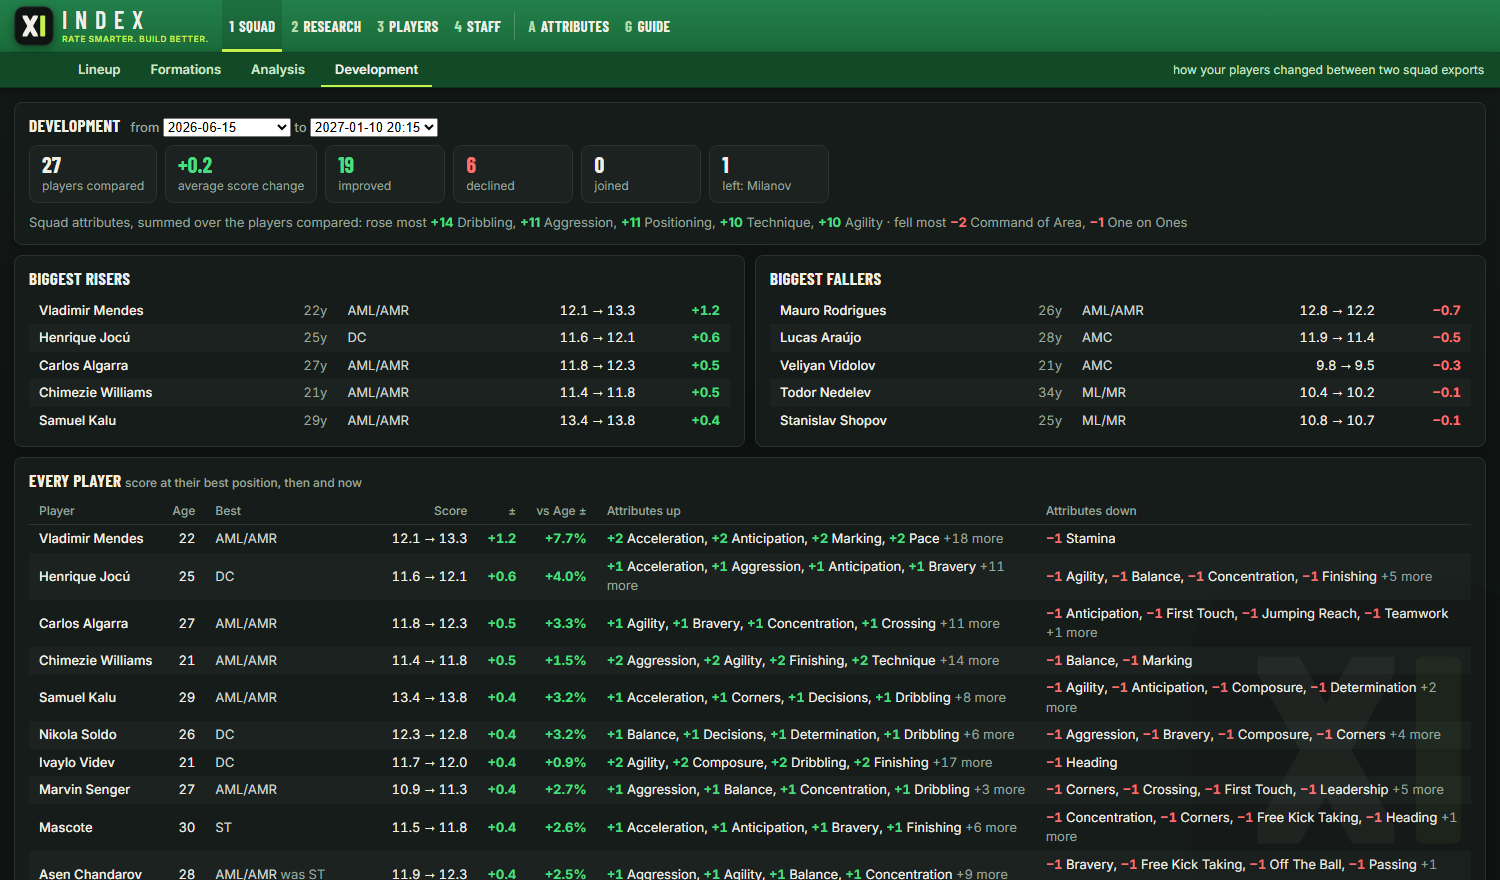 XI INDEX
RATE SMARTER. BUILD BETTER.
1 SQUAD 2 RESEARCH 3 PLAYERS 4 STAFF A ATTRIBUTES G GUIDE
Lineup Formations Analysis Development how your players changed between two squad exports
DEVELOPMENT from 2026-06-15 to 2027-01-10 20:15
27 +0.2 19 6 0 1
players compared average score change improved declined joined left: Milanov
Squad attributes, summed over the players compared: rose most +14 Dribbling, +11 Aggression, +11 Positioning, +10 Technique, +10 Agility · fell most −2 Command of Area, −1 One on Ones
BIGGEST RISERS
Vladimir Mendes 22y AML/AMR 12.1 → 13.3 +1.2
Henrique Jocú 25y DC 11.6 → 12.1 +0.6
Carlos Algarra 27y AML/AMR 11.8 → 12.3 +0.5
Chimezie Williams 21y AML/AMR 11.4 → 11.8 +0.5
Samuel Kalu 29y AML/AMR 13.4 → 13.8 +0.4
BIGGEST FALLERS
Mauro Rodrigues 26y AML/AMR 12.8 → 12.2 −0.7
Lucas Araújo 28y AMC 11.9 → 11.4 −0.5
Veliyan Vidolov 21y AMC 9.8 → 9.5 −0.3
Todor Nedelev 34y ML/MR 10.4 → 10.2 −0.1
Stanislav Shopov 25y ML/MR 10.8 → 10.7 −0.1
EVERY PLAYER score at their best position, then and now
Player Age Best Score ± vs Age ± Attributes up Attributes down
Vladimir Mendes 22 AML/AMR 12.1 → 13.3 +1.2 +7.7% +2 Acceleration, +2 Anticipation, +2 Marking, +2 Pace +18 more −1 Stamina
Henrique Jocú 25 DC 11.6 → 12.1 +0.6 +4.0% +1 Acceleration, +1 Aggression, +1 Anticipation, +1 Bravery +11 more −1 Agility, −1 Balance, −1 Concentration, −1 Finishing +5 more
Carlos Algarra 27 AML/AMR 11.8 → 12.3 +0.5 +3.3% +1 Agility, +1 Bravery, +1 Concentration, +1 Crossing +11 more −1 Anticipation, −1 First Touch, −1 Jumping Reach, −1 Teamwork +1 more
Chimezie Williams 21 AML/AMR 11.4 → 11.8 +0.5 +1.5% +2 Aggression, +2 Agility, +2 Finishing, +2 Technique +14 more −1 Balance, −1 Marking
Samuel Kalu 29 AML/AMR 13.4 → 13.8 +0.4 +3.2% +1 Acceleration, +1 Corners, +1 Decisions, +1 Dribbling +8 more −1 Agility, −1 Anticipation, −1 Composure, −1 Determination +2 more
Nikola Soldo 26 DC 12.3 → 12.8 +0.4 +3.2% +1 Balance, +1 Decisions, +1 Determination, +1 Dribbling +6 more −1 Aggression, −1 Bravery, −1 Composure, −1 Corners +4 more
Ivaylo Videv 21 DC 11.7 → 12.0 +0.4 +0.9% +2 Agility, +2 Composure, +2 Dribbling, +2 Finishing +17 more −1 Heading
Marvin Senger 27 AML/AMR 10.9 → 11.3 +0.4 +2.7% +1 Aggression, +1 Balance, +1 Concentration, +1 Dribbling +3 more −1 Corners, −1 Crossing, −1 First Touch, −1 Leadership +5 more
Mascote 30 ST 11.5 → 11.8 +0.4 +2.6% +1 Acceleration, +1 Anticipation, +1 Bravery, +1 Finishing +6 more −1 Concentration, −1 Corners, −1 Free Kick Taking, −1 Heading +1 more
Asen Chandarov 28 AML/AMR was ST 11.9 → 12.3 +0.4 +2.5% +1 Aggression, +1 Agility, +1 Balance, +1 Concentration +9 more −1 Bravery, −1 Free Kick Taking, −1 Off The Ball, −1 Passing +1